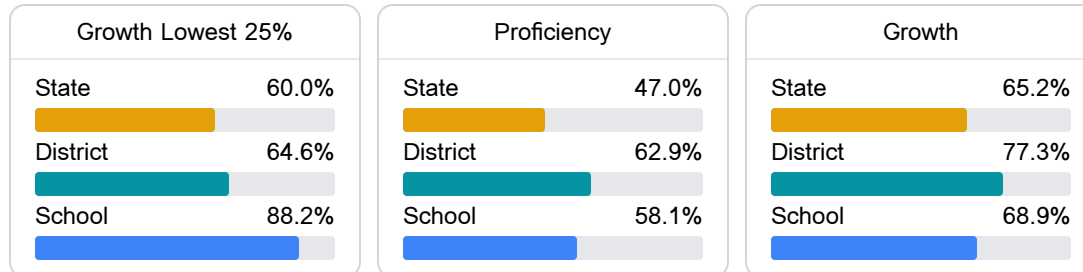 Growth Lowest 25%
State 60.0%
District 64.6%
School 88.2%
Proficiency
State 47.0%
District 62.9%
School 58.1%
Growth
State 65.2%
District 77.3%
School 68.9%